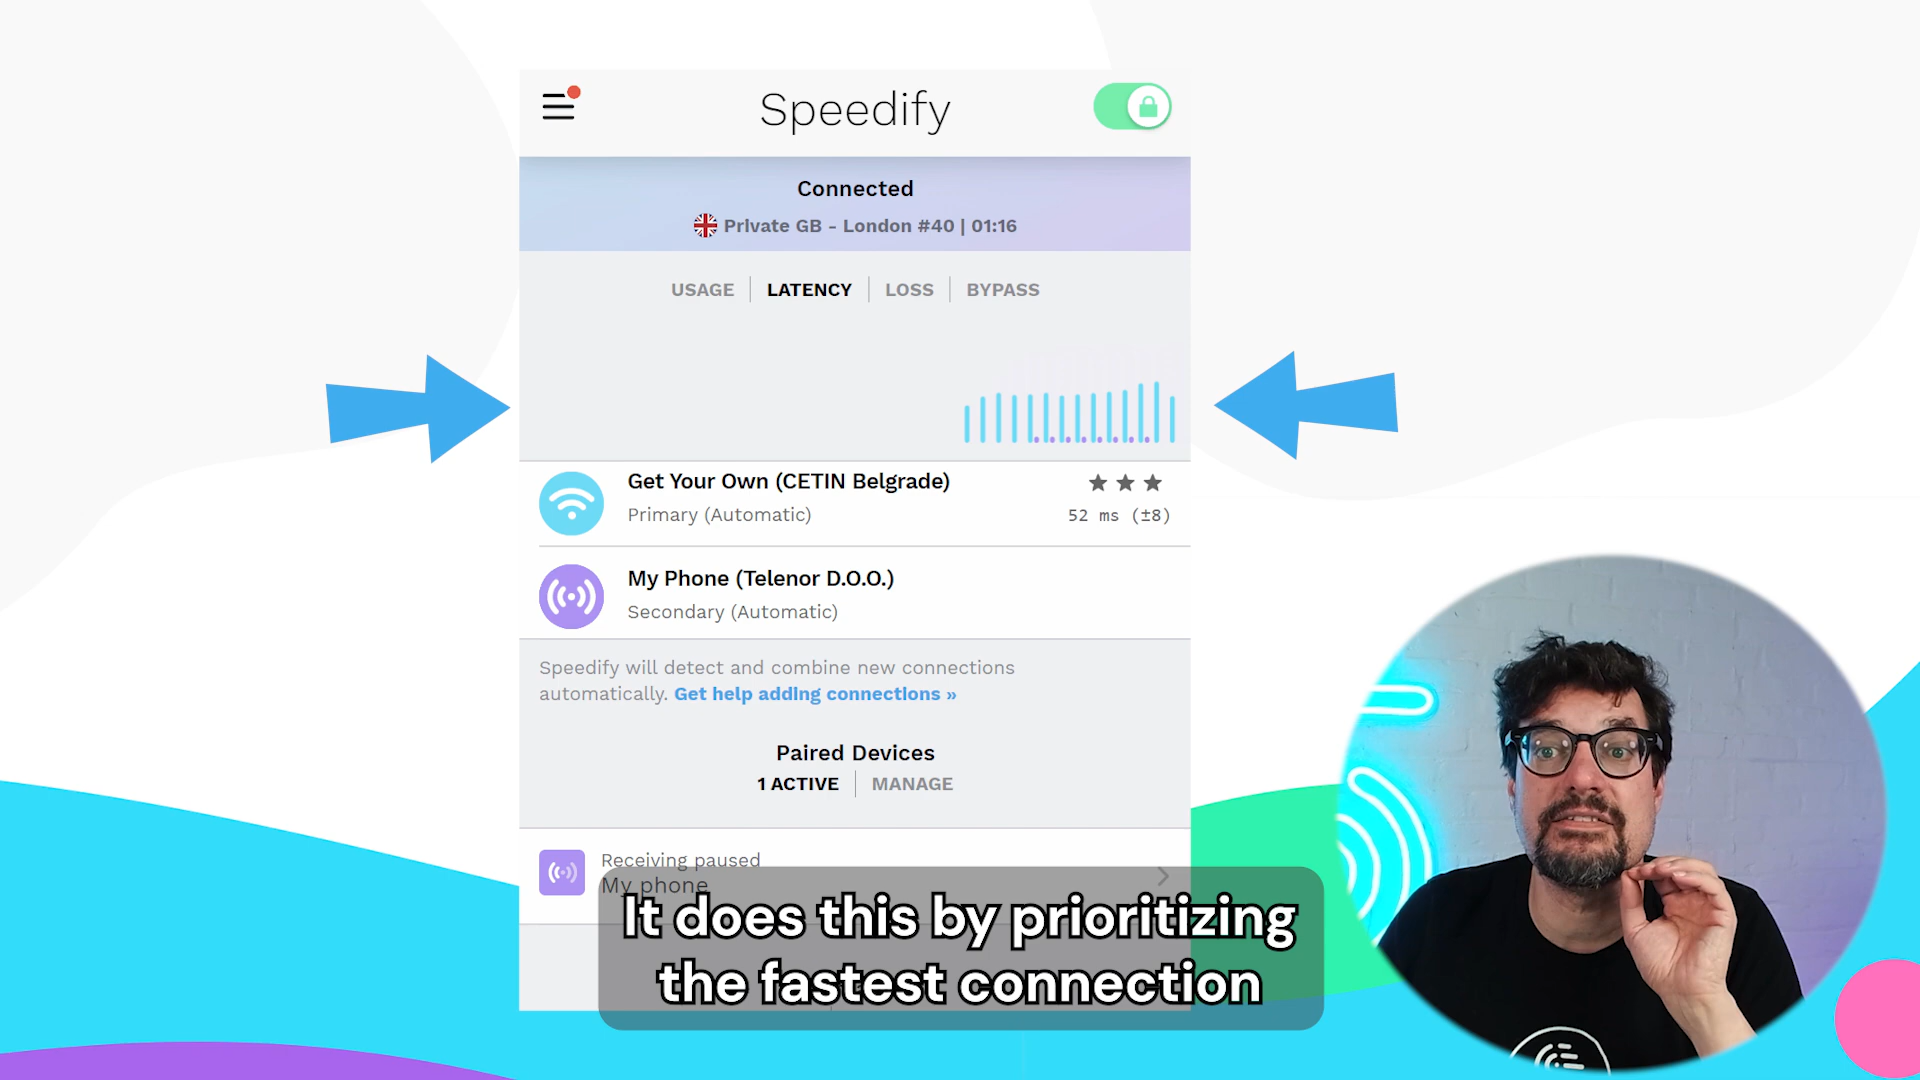 Speedify
Connected
Private GB - London #40 | 01:16
USAGE | LATENCY | LOSS | BYPASS
Get Your Own (CETIN Belgrade)
Primary (Automatic)
52 ms (±8)
My Phone (Telenor D.O.O.)
Secondary (Automatic)
Speedify will detect and combine new connections
automatically. Get help adding connections »
Paired Devices
1 ACTIVE | MANAGE
Receiving paused
My phone
It does this by prioritizing
the fastest connection